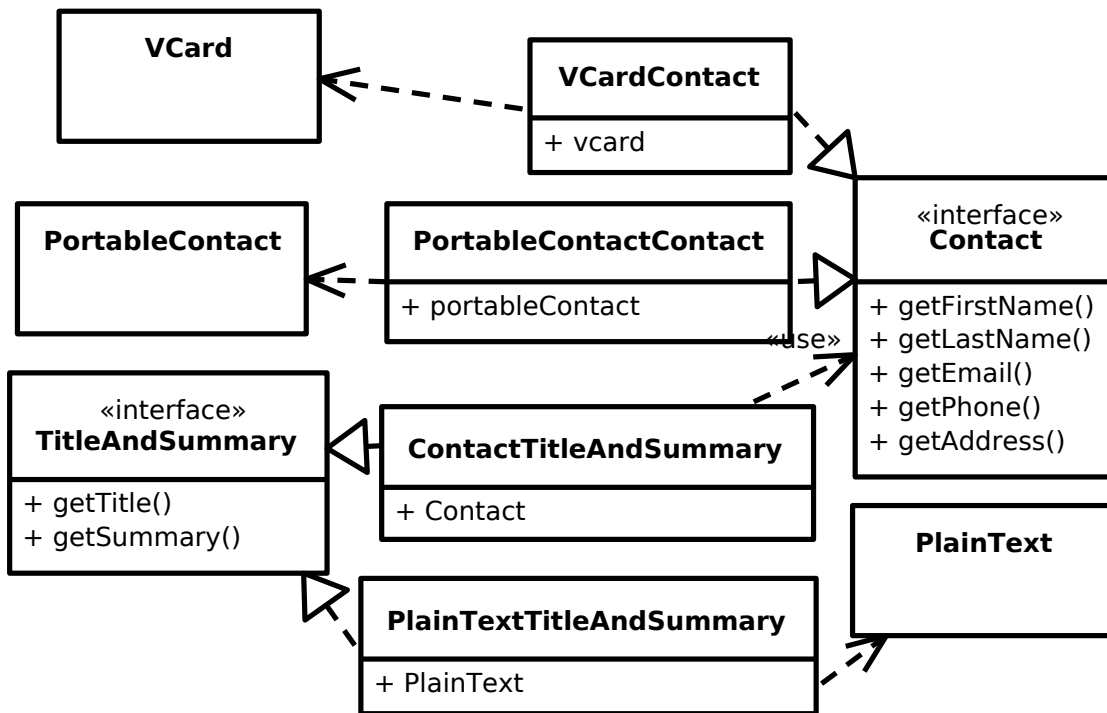 VCard
VCardContact
+ vcard
PortableContact
PortableContactContact
+ portableContact
«interface»
Contact
+ getFirstName()
+ getLastName()
+ getEmail()
+ getPhone()
+ getAddress()
«use»
«interface»
TitleAndSummary
+ getTitle()
+ getSummary()
ContactTitleAndSummary
+ Contact
PlainText
PlainTextTitleAndSummary
+ PlainText